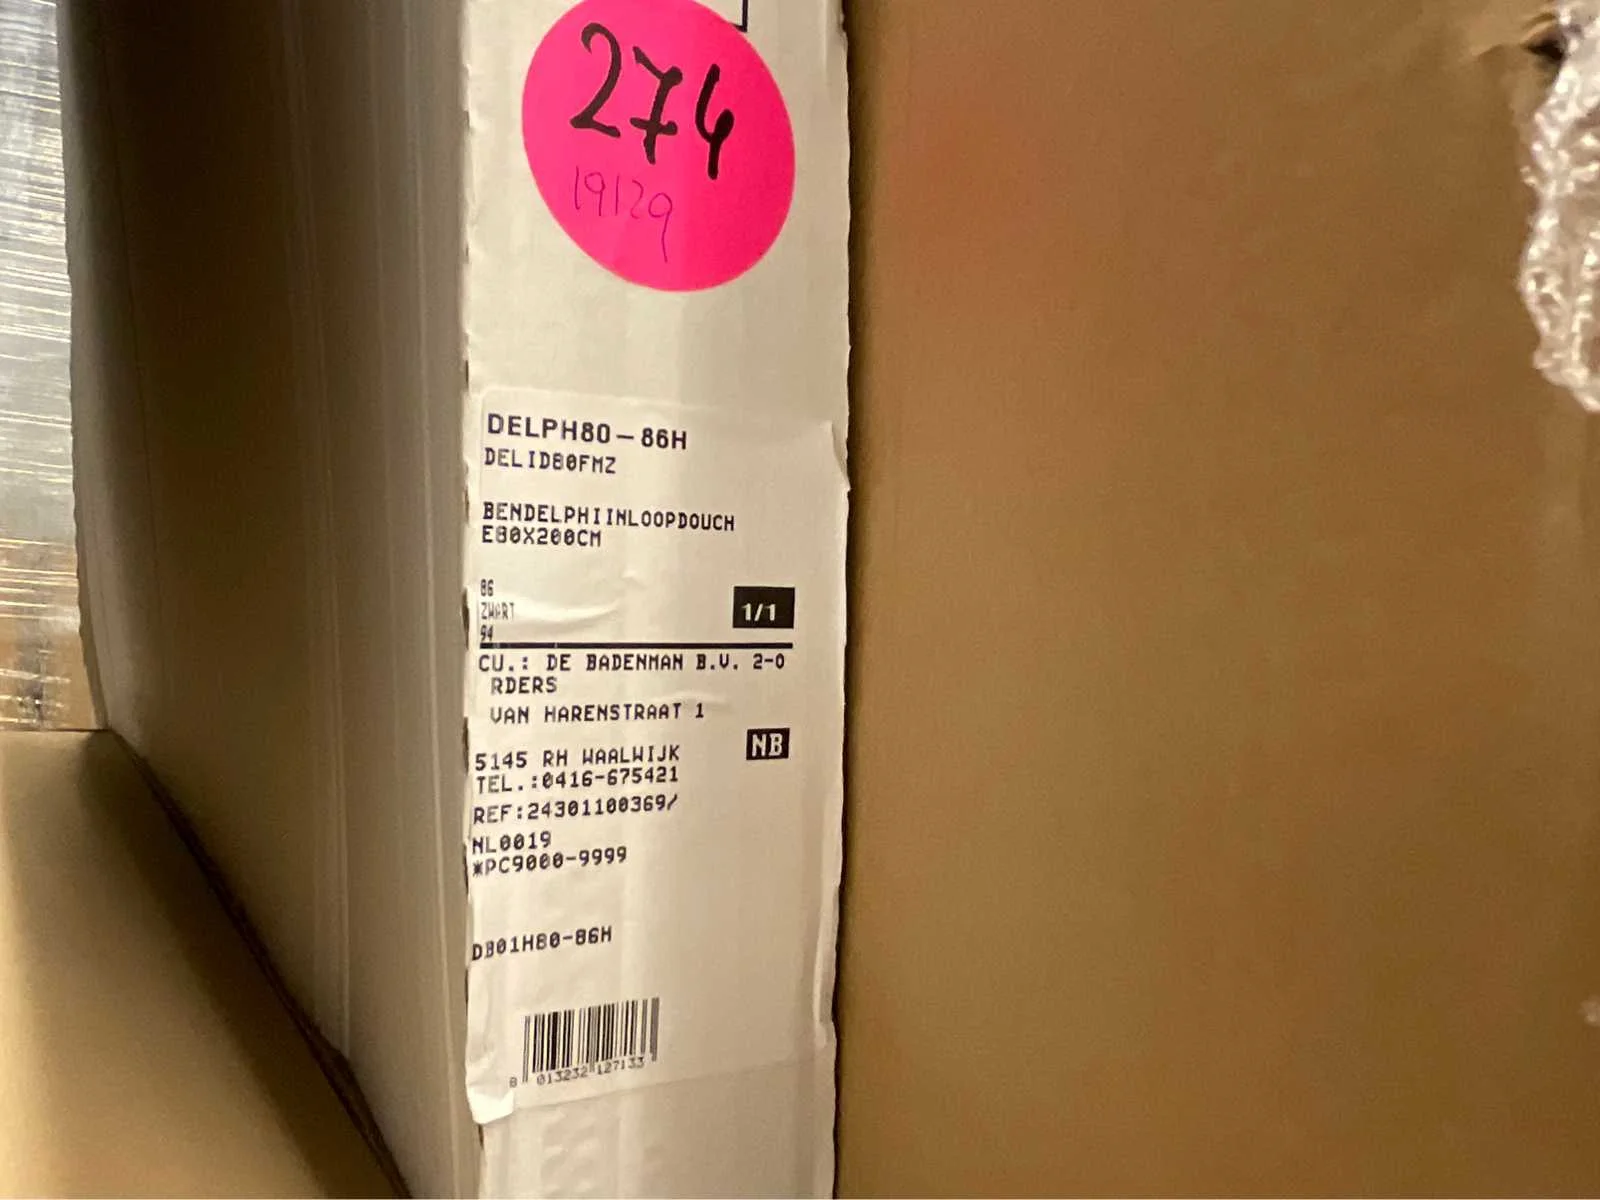 274
19129
DELPH80-86H
DELID80FMZ
BENDELPHIINLOOPDOUCH
E80X200CM
86
ZWART
94
1/1
CU.: DE BADENMAN B.V. 2-O
RDERS
VAN HARENSTRAAT 1
5145 RH WAALWIJK
NB
TEL.:0416-675421
REF:24301100369/
NL0019
*PC9000-9999
DB01H80-86H
8 013232 127133